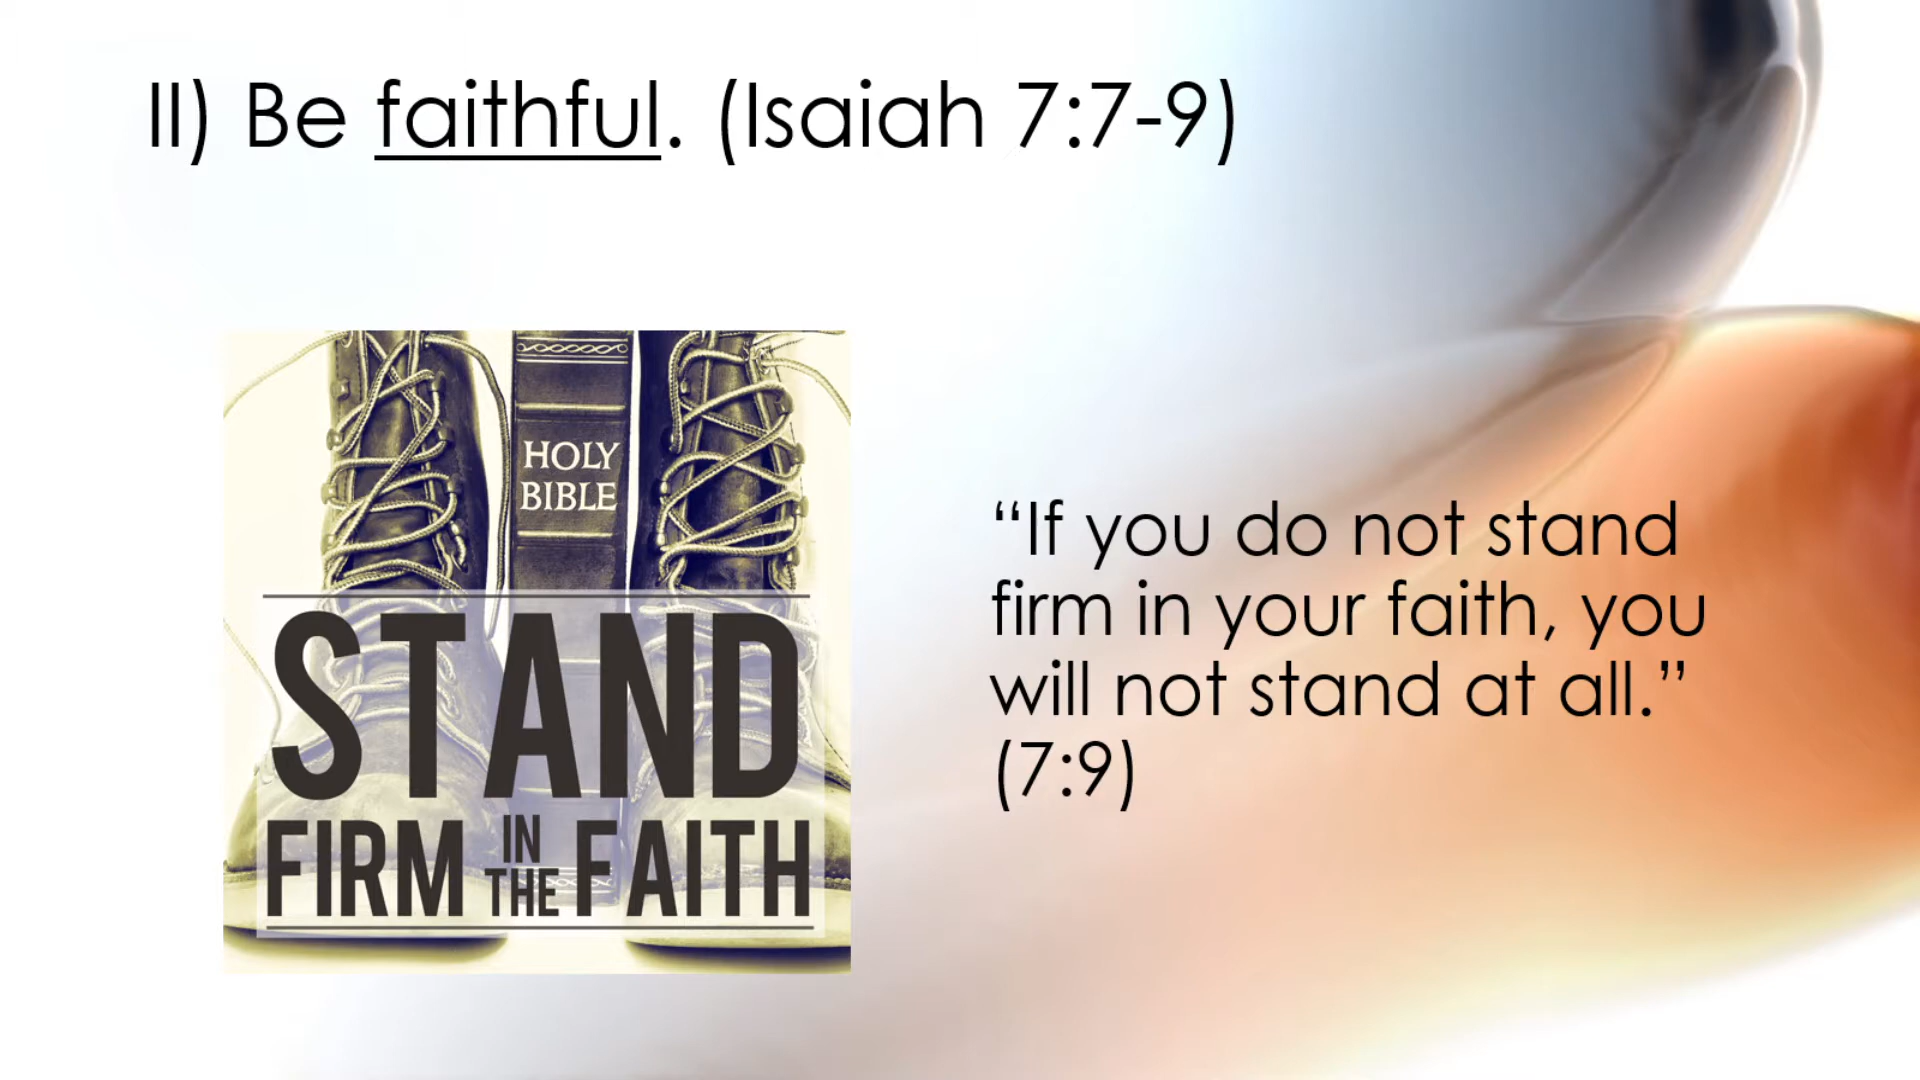 II) Be faithful. (Isaiah 7:7-9)
HOLY
BIBLE
STAND
FIRM IN THE FAITH
“If you do not stand
firm in your faith, you
will not stand at all.”
(7:9)